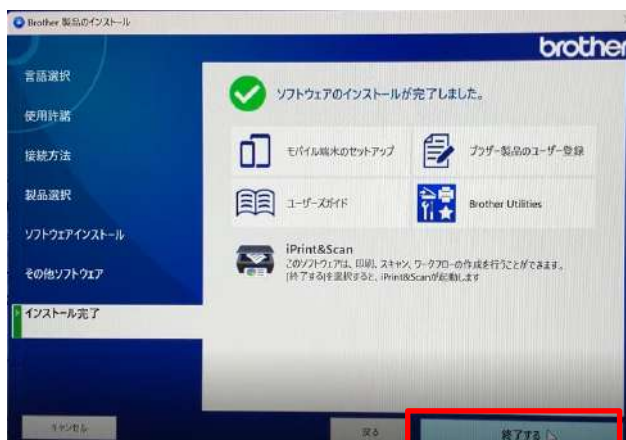 Brother 製品のインストール
brother
言語選択
使用許諾
接続方法
製品選択
ソフトウェアインストール
その他ソフトウェア
インストール完了
ソフトウェアのインストールが完了しました。
モバイル端末のセットアップ
ブラザー製品のユーザー登録
ユーザーズガイド
Brother Utilities
iPrint&Scan
このソフトウェアは、印刷、スキャン、ワークフローの作成を行うことができます。
[終了する]を選択すると、iPrint&Scanが起動します
キャンセル
戻る
終了する